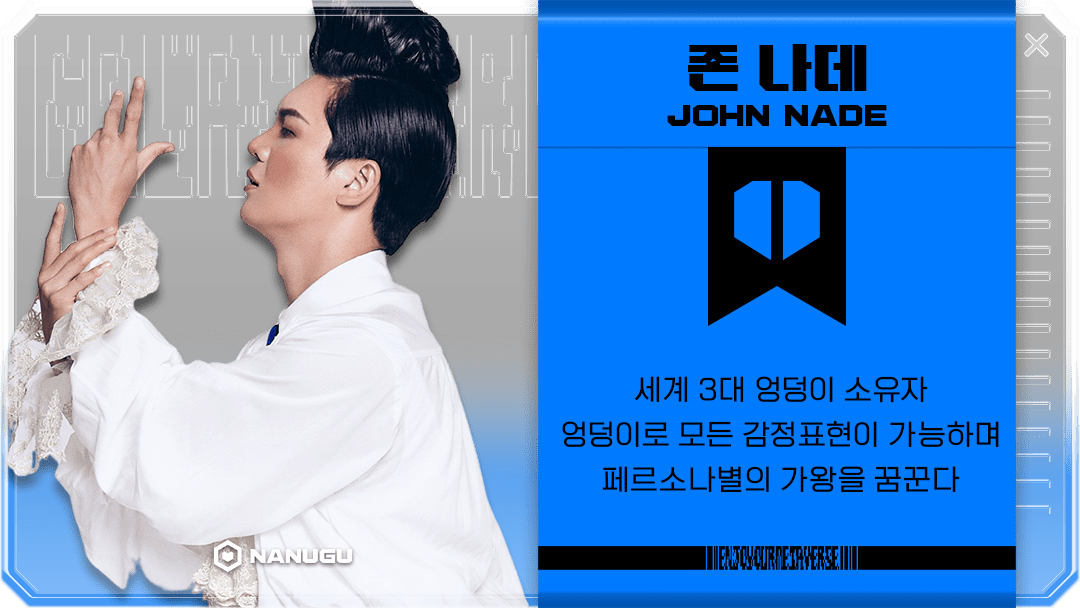 존 나데
JOHN NADE
세계 3대 엉덩이 소유자
엉덩이로 모든 감정표현이 가능하며
페르소나별의 가왕을 꿈꾼다
NANUGU
ENJOYOURMETAVERSE